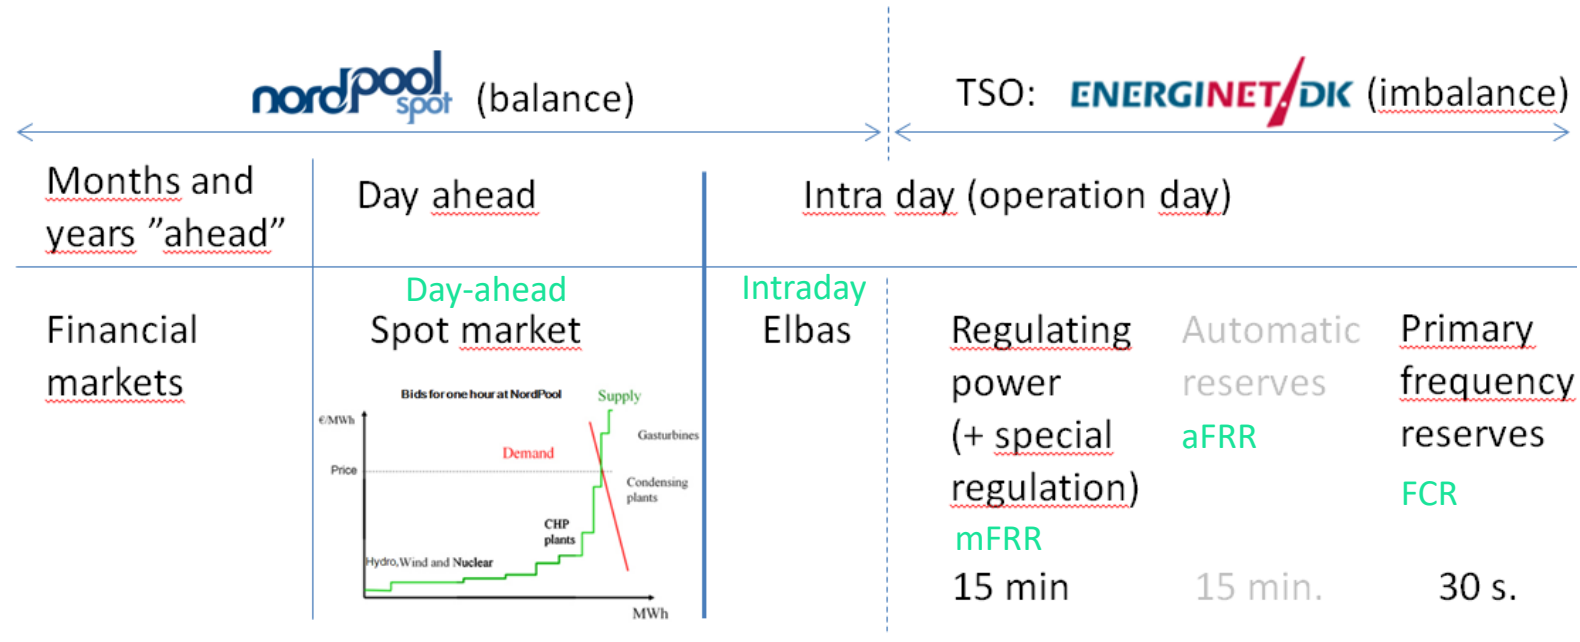 nordpool spot (balance)
TSO: ENERGINET/DK (imbalance)
Months and
years ”ahead”
Day ahead
Intra day (operation day)
Financial
markets
Day-ahead
Spot market
Bids for one hour at NordPool
Supply
€/MWh
Gasturbines
Demand
Price
Condensing
plants
CHP
plants
Hydro, Wind and Nuclear
MWh
Intraday
Elbas
Regulating
power
(+ special
regulation)
mFRR
15 min
Automatic
reserves
aFRR
15 min.
Primary
frequency
reserves
FCR
30 s.